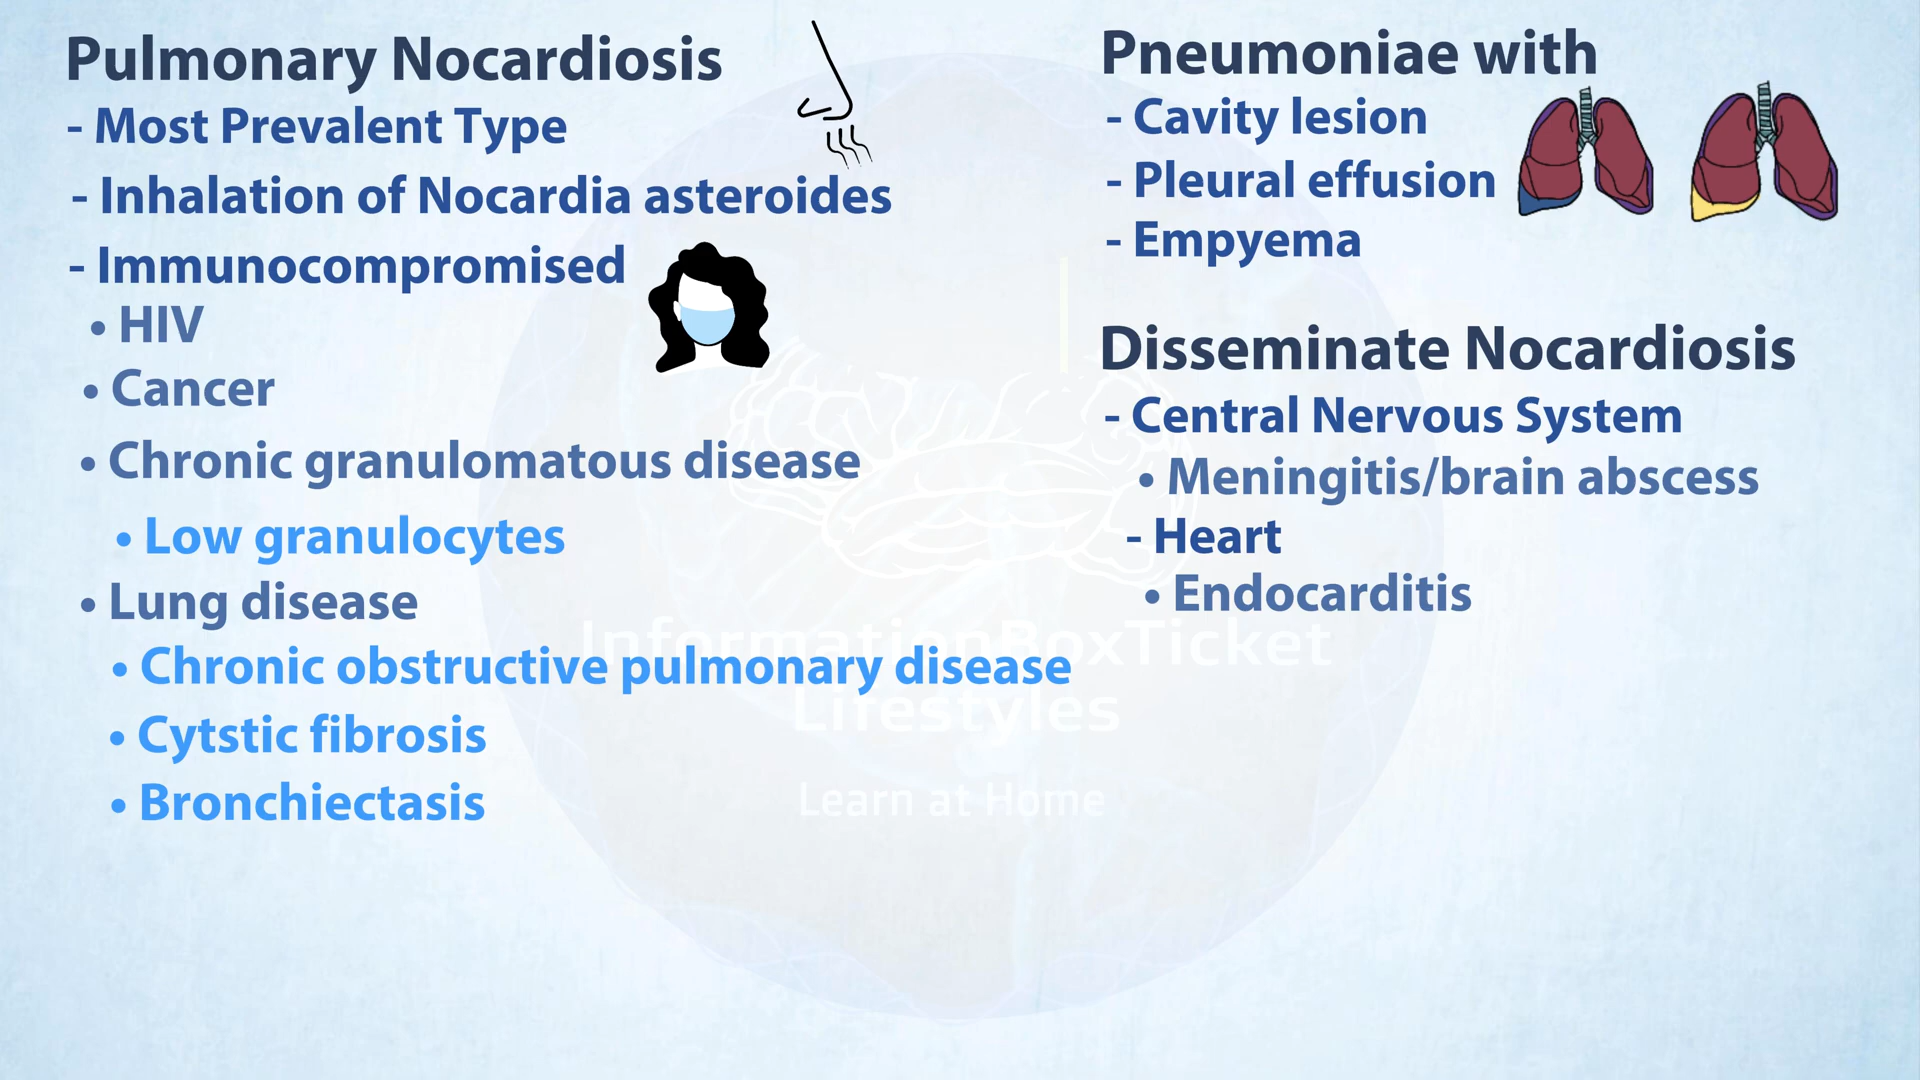 Pulmonary Nocardiosis
- Most Prevalent Type
- Inhalation of Nocardia asteroides
- Immunocompromised
• HIV
• Cancer
• Chronic granulomatous disease
• Low granulocytes
• Lung disease
• Chronic obstructive pulmonary disease
• Cytstic fibrosis
• Bronchiectasis
Pneumoniae with
- Cavity lesion
- Pleural effusion
- Empyema
Disseminate Nocardiosis
- Central Nervous System
• Meningitis/brain abscess
- Heart
• Endocarditis
InformationBoxTicket
Lifestyles
Learn at Home